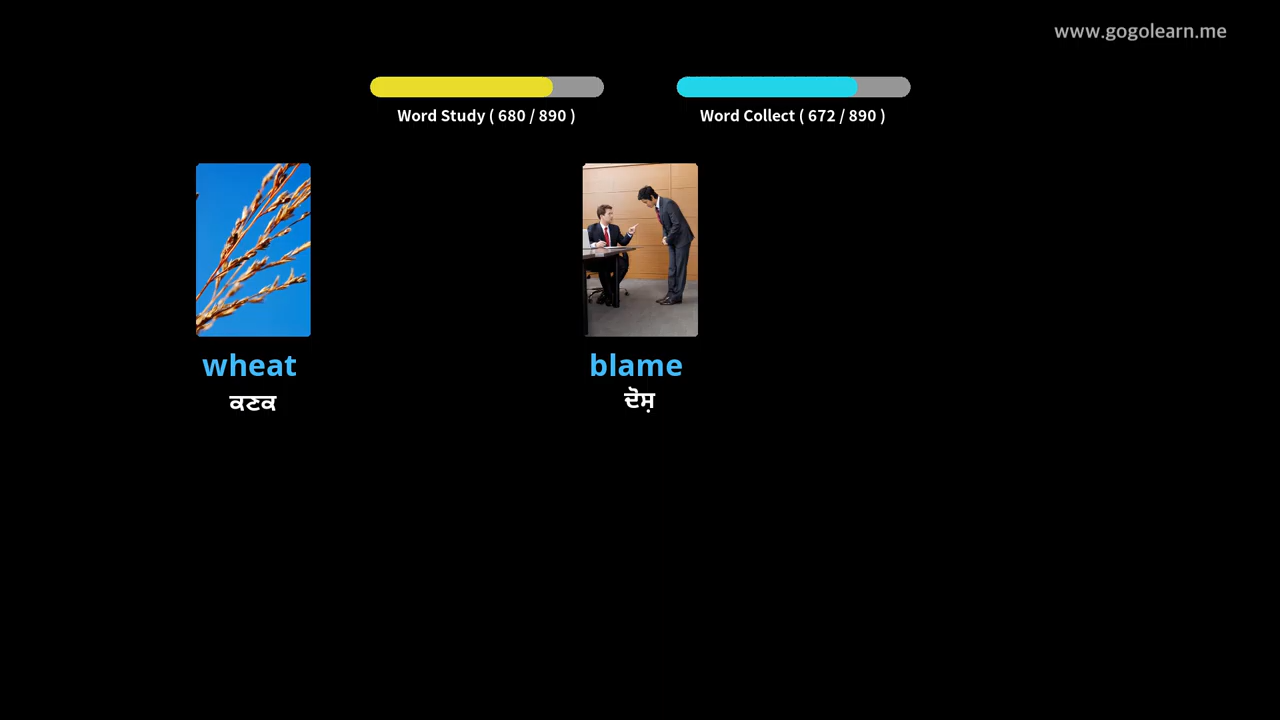 www.gogolearn.me
Word Study ( 680 / 890 )
Word Collect ( 672 / 890 )
wheat
ਕਣਕ
blame
ਦੋਸ਼